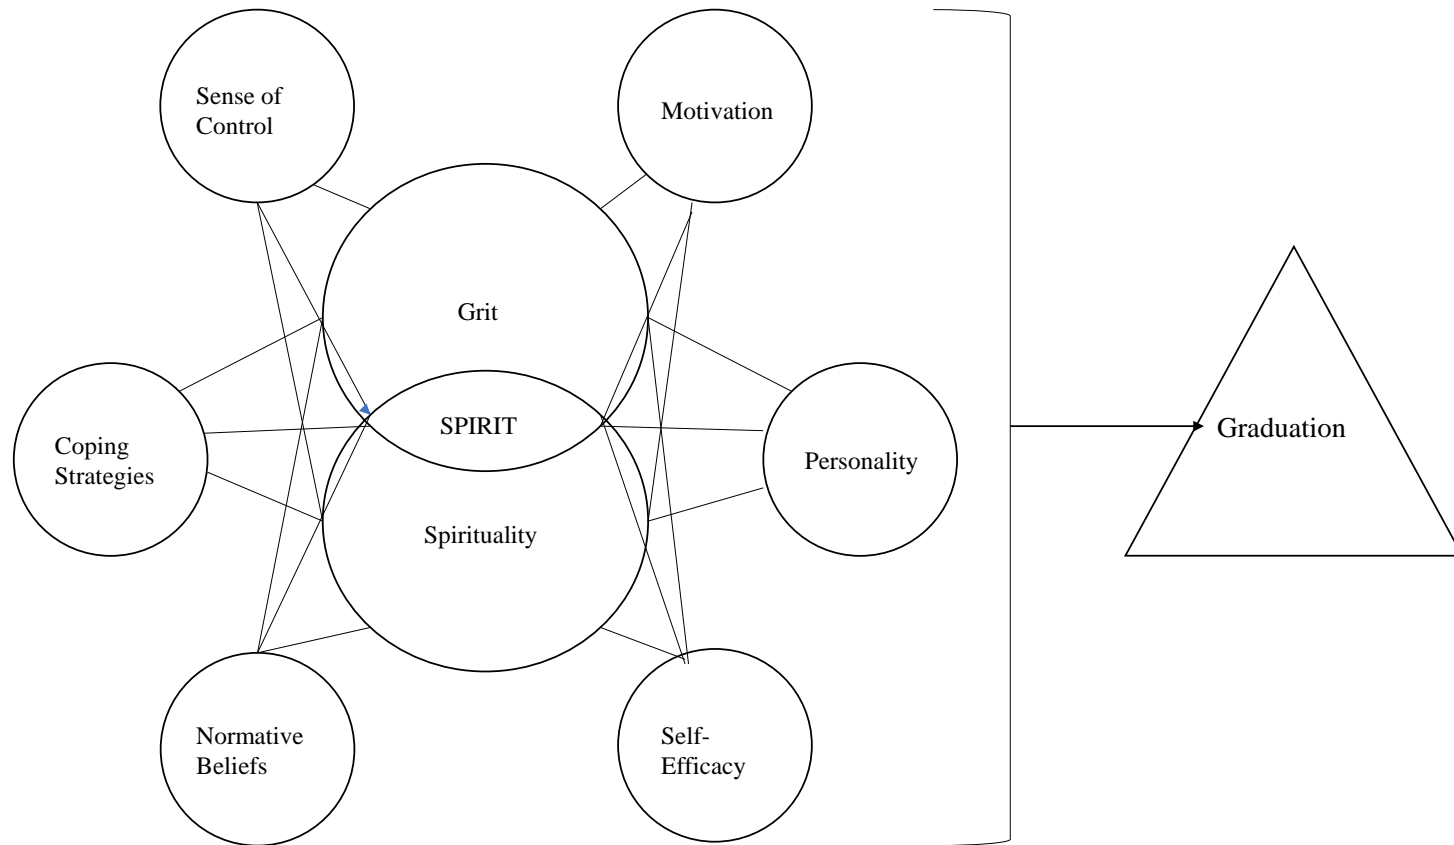 Sense of
Control
Motivation
Grit
SPIRIT
Graduation
Coping
Strategies
Personality
Spirituality
Normative
Beliefs
Self-
Efficacy